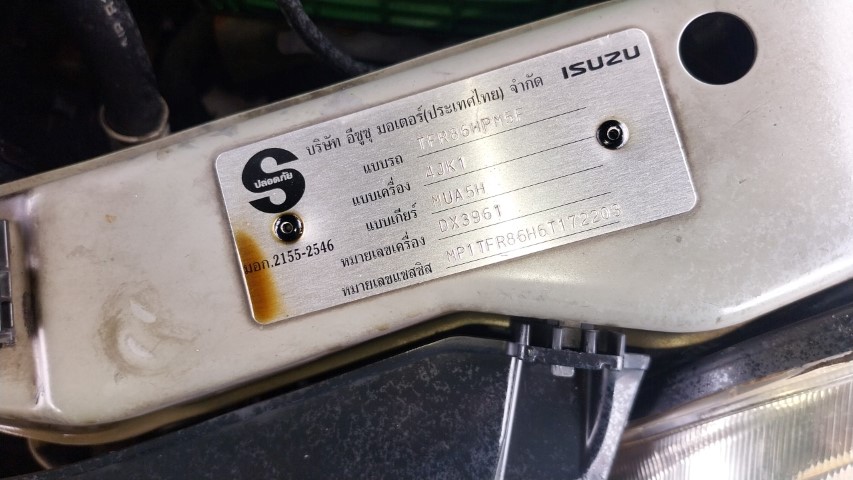 ISUZU
บริษัท อีซูซุ มอเตอร์(ประเทศไทย) จำกัด
ปลอดภัย
แบบรถ TFR86HPM5F
แบบเครื่อง 4JK1
แบบเกียร์ MUA5H
มอก.2155-2546
หมายเลขเครื่อง DX3961
หมายเลขแชสซิส MP1TFR86H6T172205